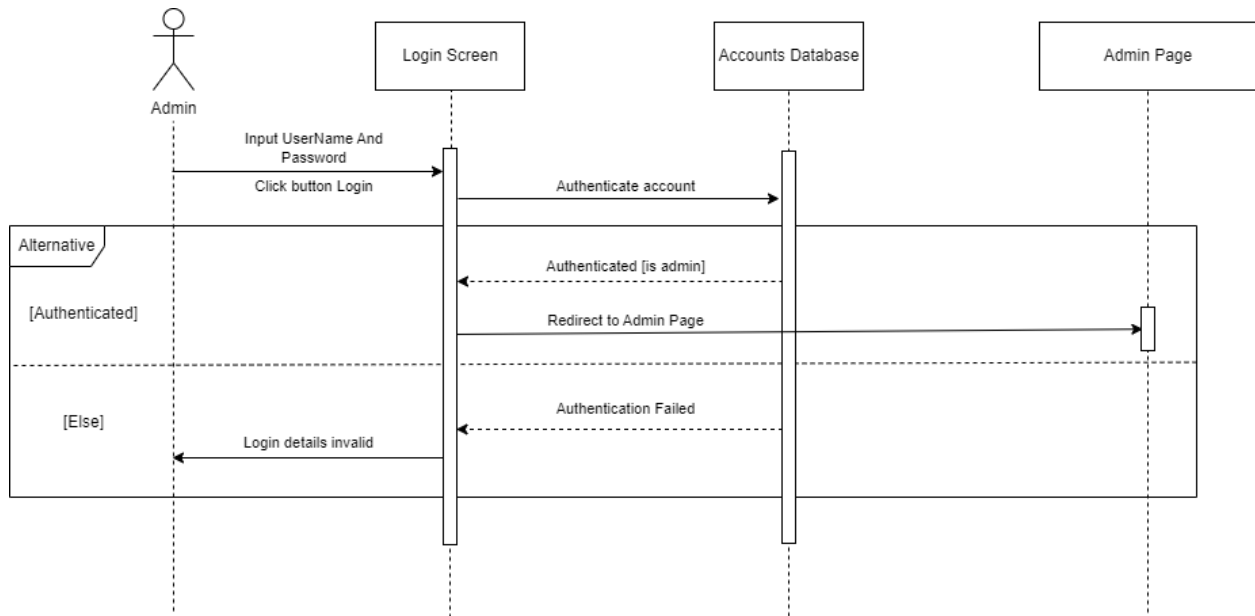 Login Screen
Accounts Database
Admin Page
Admin
Input UserName And
Password
Click button Login
Authenticate account
Alternative
Authenticated [is admin]
[Authenticated]
Redirect to Admin Page
Authentication Failed
[Else]
Login details invalid